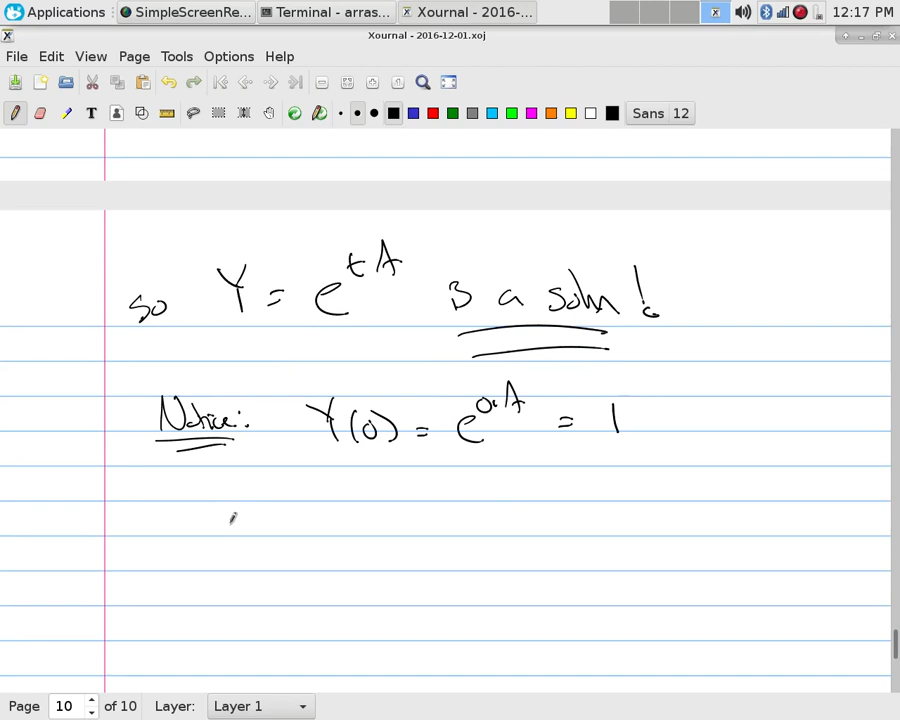 Applications SimpleScreenRe... Terminal - arras... Xournal - 2016-... 12:17 PM
Xournal - 2016-12-01.xoj
File Edit View Page Tools Options Help
Sans 12
so Y = e^{tA} is a soln!
Notice: Y(0) = e^{0·A} = 1
Page 10 of 10 Layer: Layer 1